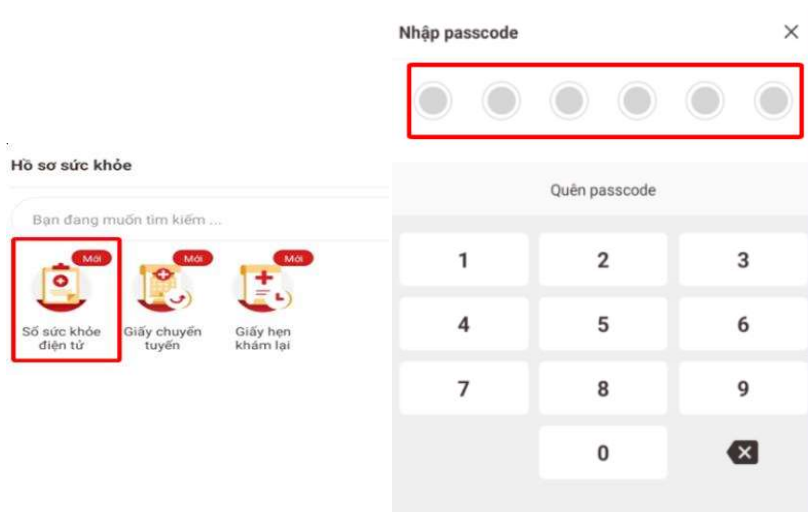 Hồ sơ sức khỏe
Bạn đang muốn tìm kiếm ...
Mới
Mới
Mới
Sổ sức khỏe
điện tử
Giấy chuyển
tuyến
Giấy hẹn
khám lại
Nhập passcode
Quên passcode
1 2 3
4 5 6
7 8 9
0